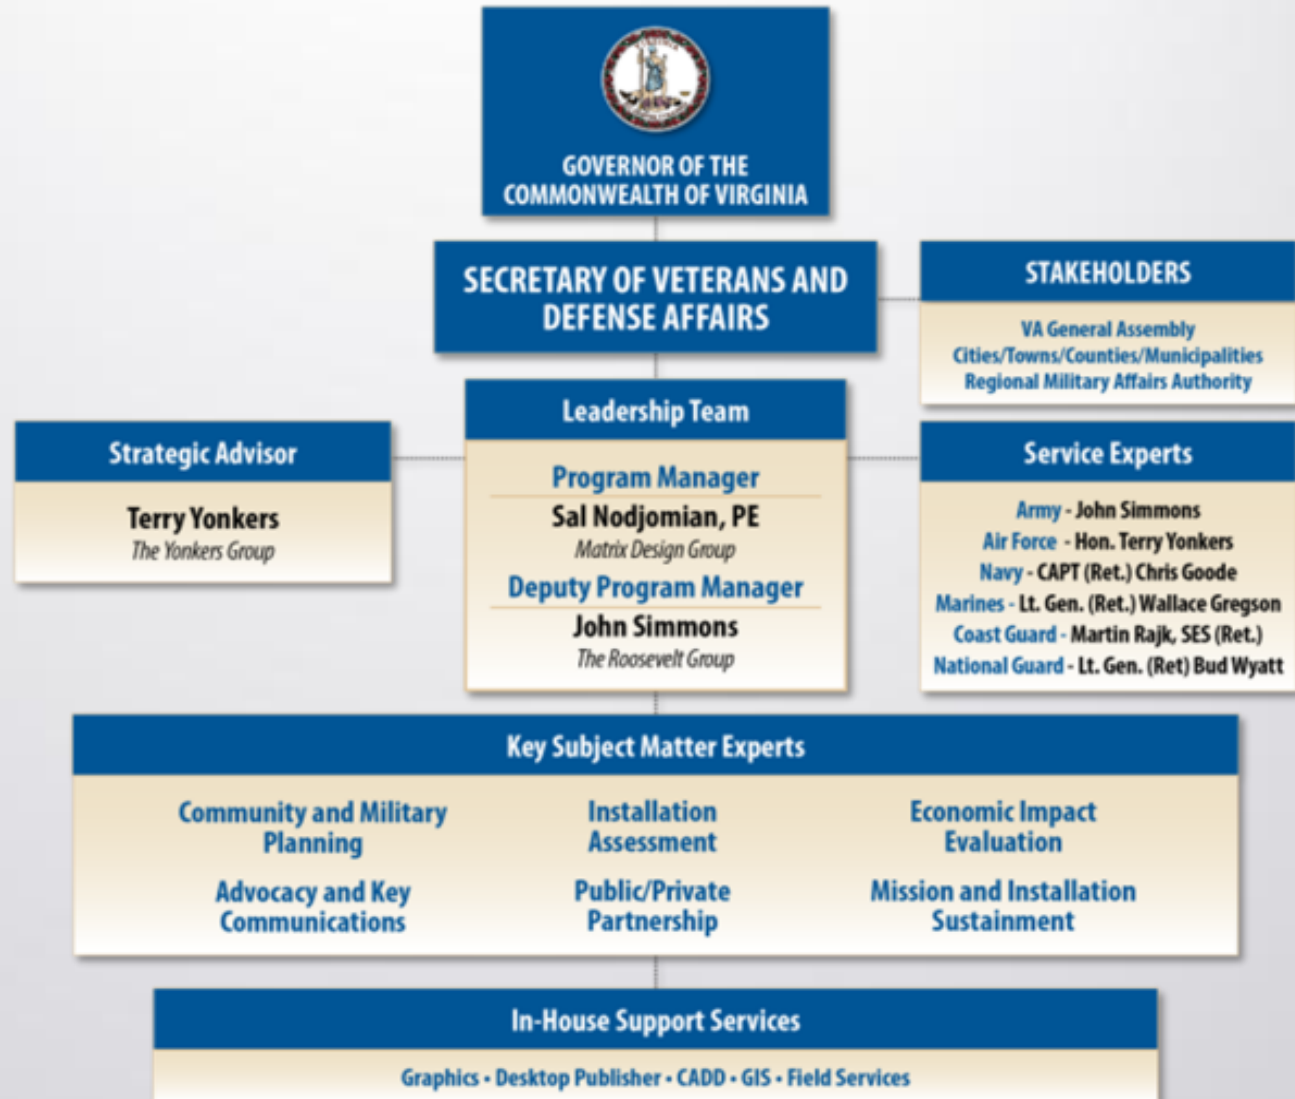 GOVERNOR OF THE
COMMONWEALTH OF VIRGINIA
SECRETARY OF VETERANS AND
DEFENSE AFFAIRS
STAKEHOLDERS
VA General Assembly
Cities/Towns/Counties/Municipalities
Regional Military Affairs Authority
Strategic Advisor
Terry Yonkers
The Yonkers Group
Leadership Team
Program Manager
Sal Nodjomian, PE
Matrix Design Group
Deputy Program Manager
John Simmons
The Roosevelt Group
Service Experts
Army - John Simmons
Air Force - Hon. Terry Yonkers
Navy - CAPT (Ret.) Chris Goode
Marines - Lt. Gen. (Ret.) Wallace Gregson
Coast Guard - Martin Rajk, SES (Ret.)
National Guard - Lt. Gen. (Ret) Bud Wyatt
Key Subject Matter Experts
Community and Military
Planning
Installation
Assessment
Economic Impact
Evaluation
Advocacy and Key
Communications
Public/Private
Partnership
Mission and Installation
Sustainment
In-House Support Services
Graphics • Desktop Publisher • CADD • GIS • Field Services